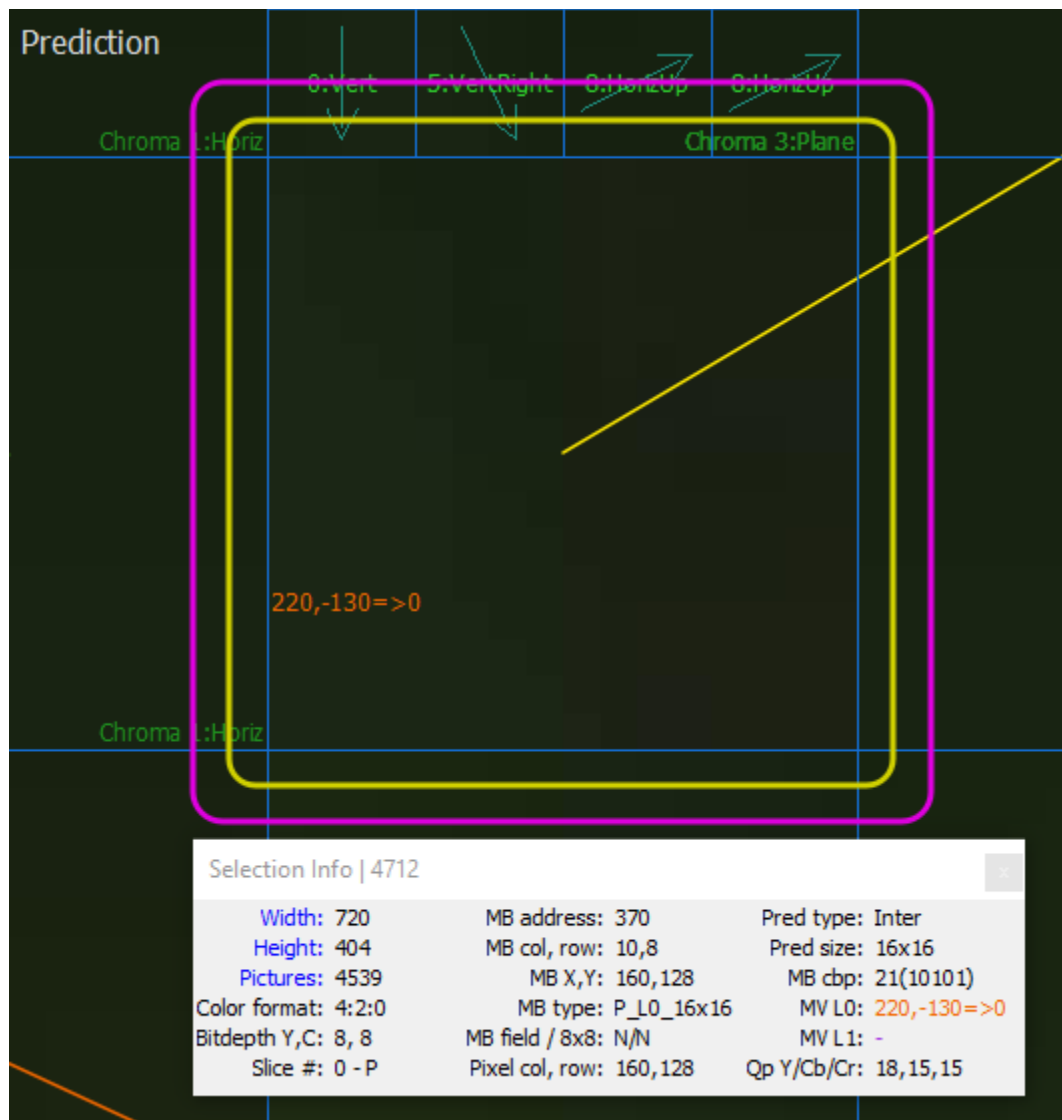 Prediction
0:Vert 5:VertRight 8:HorizUp 8:HorizUp
Chroma 1:Horiz Chroma 3:Plane
220,-130=>0
Chroma 1:Horiz
Selection Info | 4712 x
Width: 720 MB address: 370 Pred type: Inter
Height: 404 MB col, row: 10,8 Pred size: 16x16
Pictures: 4539 MB X,Y: 160,128 MB cbp: 21(10101)
Color format: 4:2:0 MB type: P_L0_16x16 MV L0: 220,-130=>0
Bitdepth Y,C: 8, 8 MB field / 8x8: N/N MV L1: -
Slice #: 0 - P Pixel col, row: 160,128 Qp Y/Cb/Cr: 18,15,15